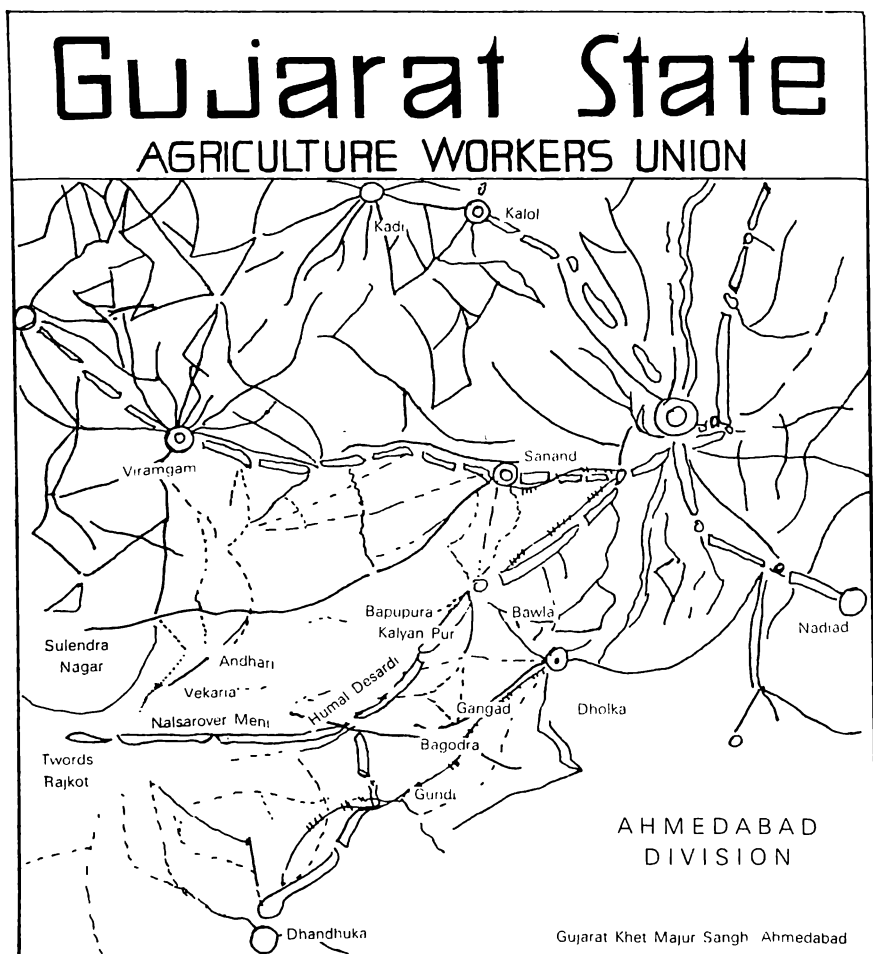 Gujarat State
AGRICULTURE WORKERS UNION
Kadi
Kalol
Viramgam
Sanand
Bapupura
Kalyan Pur
Bawla
Nadiad
Sulendra
Nagar
Andhari
Vekaria
Humal Desardi
Nalsarover Meni
Gangad
Dholka
Bagodra
Twords
Rajkot
Gundi
AHMEDABAD
DIVISION
Dhandhuka
Gujarat Khet Majur Sangh Ahmedabad